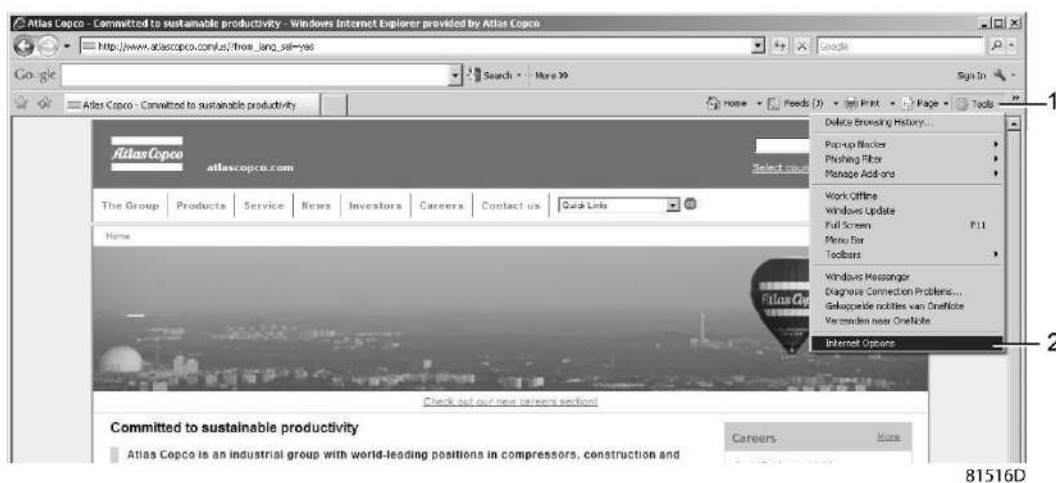 Atlas Copco - Committed to sustainable productivity - Windows Internet Explorer provided by Atlas Copco
http://www.atlascopco.com/us/?from_lang_sel=yes
Google
Google Search More >> Sign In
Atlas Copco - Committed to sustainable productivity Home Feeds (J) Print Page Tools >> 1
Delete Browsing History...
Pop-up Blocker
Phishing Filter
Manage Add-ons
Work Offline
Windows Update
Full Screen F11
Menu Bar
Toolbars
Windows Messenger
Diagnose Connection Problems...
Gekoppelde notities van OneNote
Verzenden naar OneNote
Internet Options 2
Atlas Copco
atlascopco.com
Select
The Group Products Service News Investors Careers Contact us Quick Links
Home
Atlas Cop
Check out our new careers section!
Committed to sustainable productivity
Atlas Copco is an industrial group with world-leading positions in compressors, construction and
Careers More
81516D